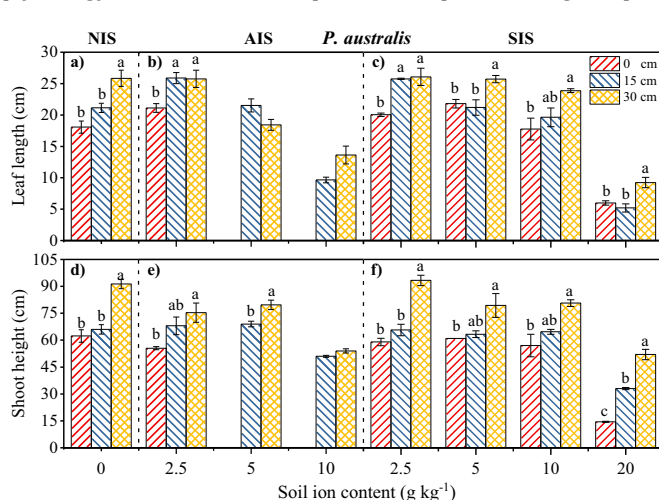 NIS AIS P. australis SIS
a) b) c)
0 cm
15 cm
30 cm
Leaf length (cm)
30
25
20
15
10
5
0
b b a b a a b a a b b a b ab a b b a
d) e) f)
Shoot height (cm)
105
90
75
60
45
30
15
0
b b a b ab a b a b b a b ab a b ab a c b a
0 2.5 5 10 2.5 5 10 20
Soil ion content (g kg-1)